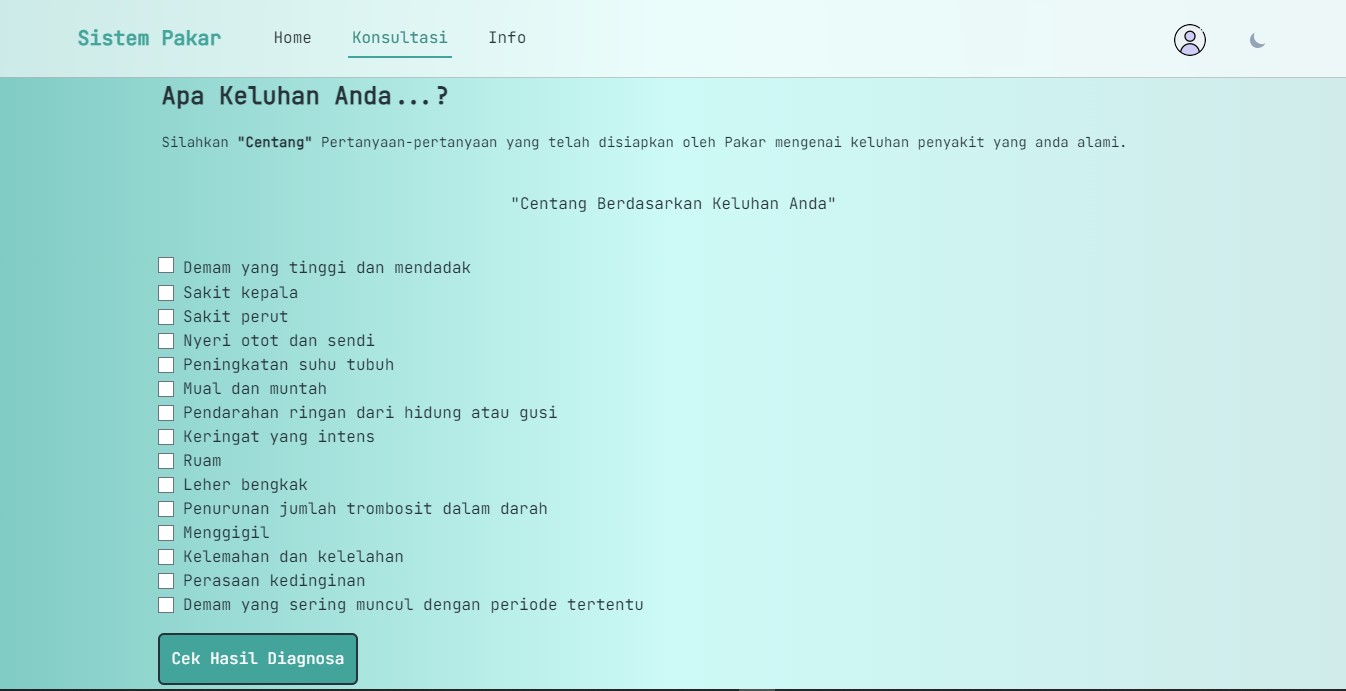 Sistem Pakar Home Konsultasi Info
Apa Keluhan Anda...?
Silahkan "Centang" Pertanyaan-pertanyaan yang telah disiapkan oleh Pakar mengenai keluhan penyakit yang anda alami.
"Centang Berdasarkan Keluhan Anda"
Demam yang tinggi dan mendadak
Sakit kepala
Sakit perut
Nyeri otot dan sendi
Peningkatan suhu tubuh
Mual dan muntah
Pendarahan ringan dari hidung atau gusi
Keringat yang intens
Ruam
Leher bengkak
Penurunan jumlah trombosit dalam darah
Menggigil
Kelemahan dan kelelahan
Perasaan kedinginan
Demam yang sering muncul dengan periode tertentu
Cek Hasil Diagnosa